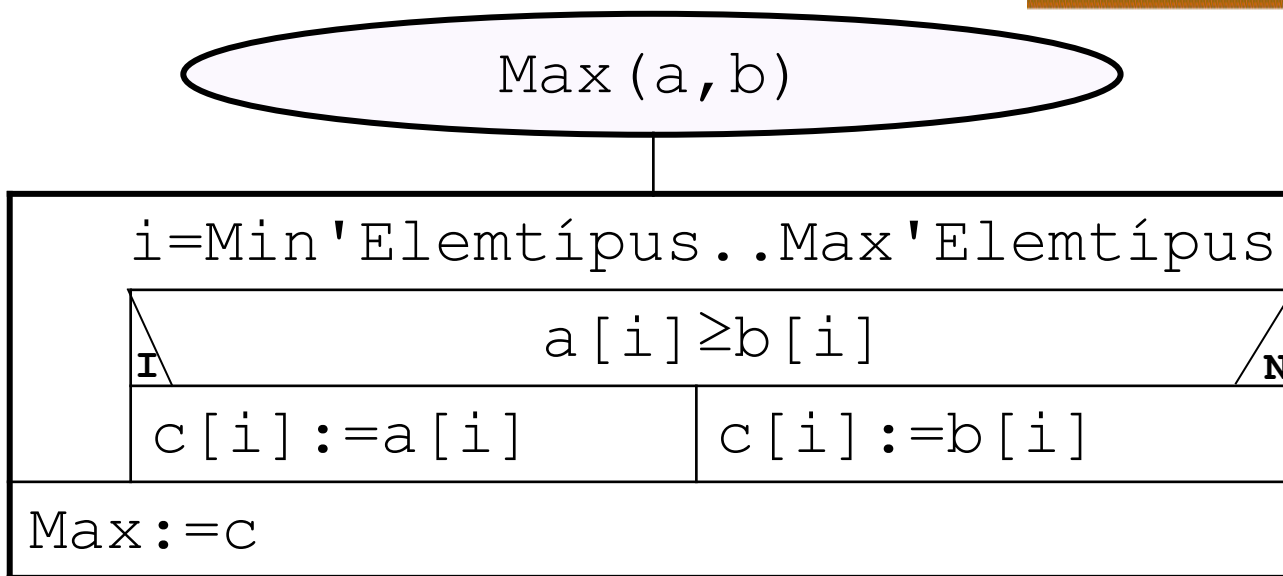 Max(a,b)
i=Min'Elemtípus..Max'Elemtípus
a[i]≥b[i]
I N
c[i]:=a[i] c[i]:=b[i]
Max:=c